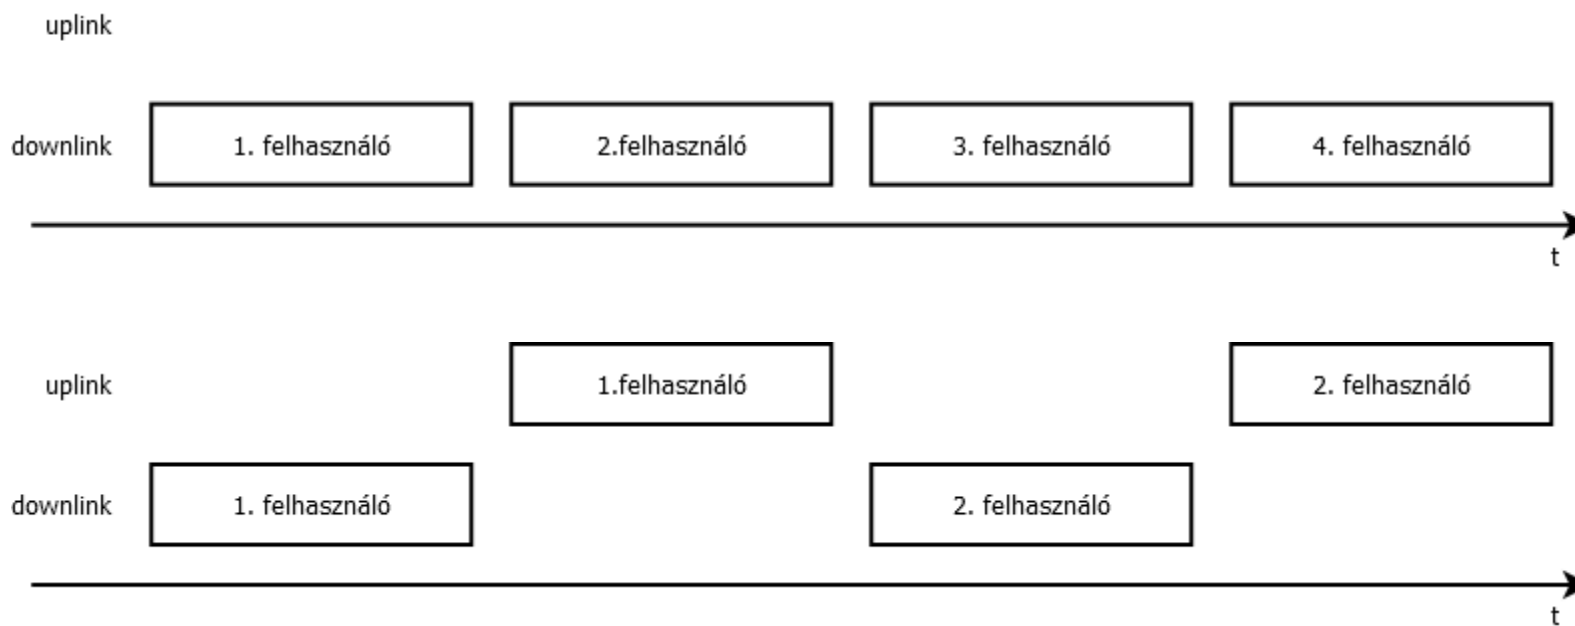 uplink
downlink 1. felhasználó 2.felhasználó 3. felhasználó 4. felhasználó
t
uplink 1.felhasználó 2. felhasználó
downlink 1. felhasználó 2. felhasználó
t